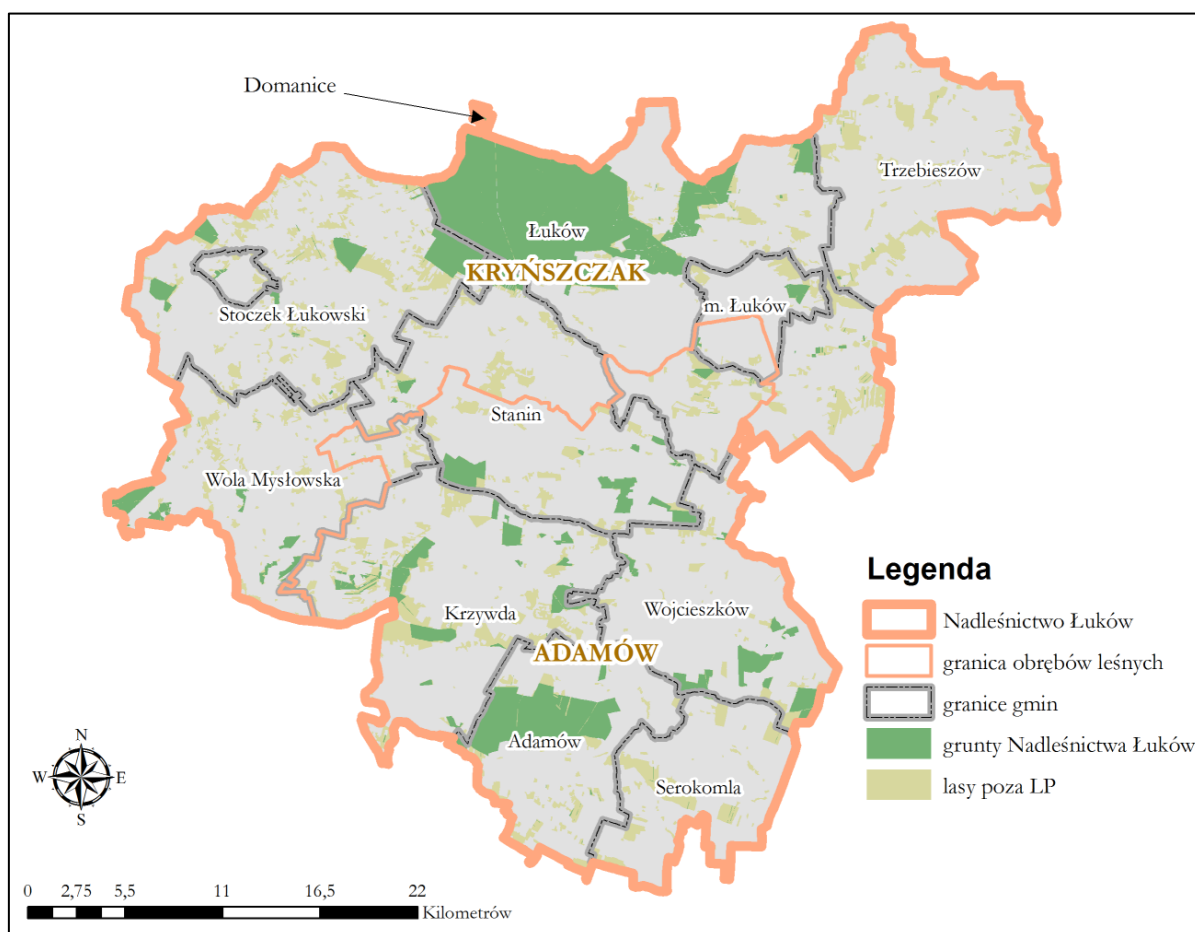 Domanice
Trzebieszów
Łuków
KRYŃSZCZAK
m. Łuków
Stoczek Łukowski
Stanin
Wola Mysłowska
Krzywda
Wojcieszków
ADAMÓW
Adamów
Serokomla
Legenda
Nadleśnictwo Łuków
granica obrębów leśnych
granice gmin
grunty Nadleśnictwa Łuków
lasy poza LP
N
W E
S
0 2,75 5,5 11 16,5 22
Kilometrów